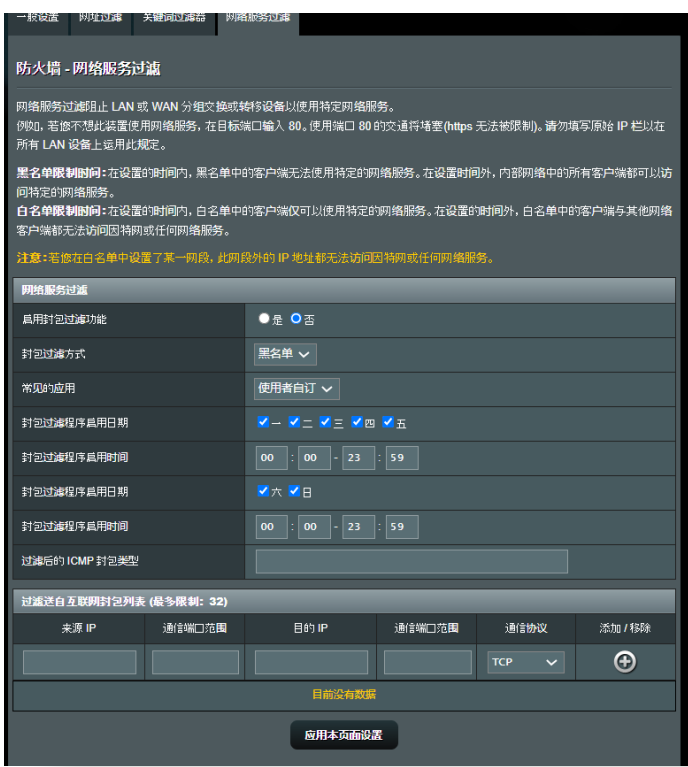 一般设置 网址过滤 关键词过滤器 网络服务过滤
防火墙 - 网络服务过滤
网络服务过滤阻止 LAN 或 WAN 分组交换或转移设备以使用特定网络服务。
例如, 若您不想此装置使用网络服务, 在目标端口输入 80。使用端口 80 的交通将堵塞(https 无法被限制)。请勿填写原始 IP 栏以在
所有 LAN 设备上运用此规定。
黑名单限制时间：在设置的时间内, 黑名单中的客户端无法使用特定的网络服务。在设置时间外, 内部网络中的所有客户端都可以访
问特定的网络服务。
白名单限制时间：在设置的时间内, 白名单中的客户端仅可以使用特定的网络服务。在设置的时间外, 白名单中的客户端与其他网络
客户端都无法访问因特网或任何网络服务。
注意：若您在白名单中设置了某一网段, 此网段外的 IP 地址都无法访问因特网或任何网络服务。
网络服务过滤
启用封包过滤功能 是 否
封包过滤方式 黑名单
常见的应用 使用者自订
封包过滤程序启用日期 一 二 三 四 五
封包过滤程序启用时间 00 : 00 - 23 : 59
封包过滤程序启用日期 六 日
封包过滤程序启用时间 00 : 00 - 23 : 59
过滤后的 ICMP 封包类型
过滤送自互联网封包列表 (最多限制：32)
来源 IP 通信端口范围 目的 IP 通信端口范围 通信协议 添加 / 移除
TCP
目前没有数据
应用本页面设置